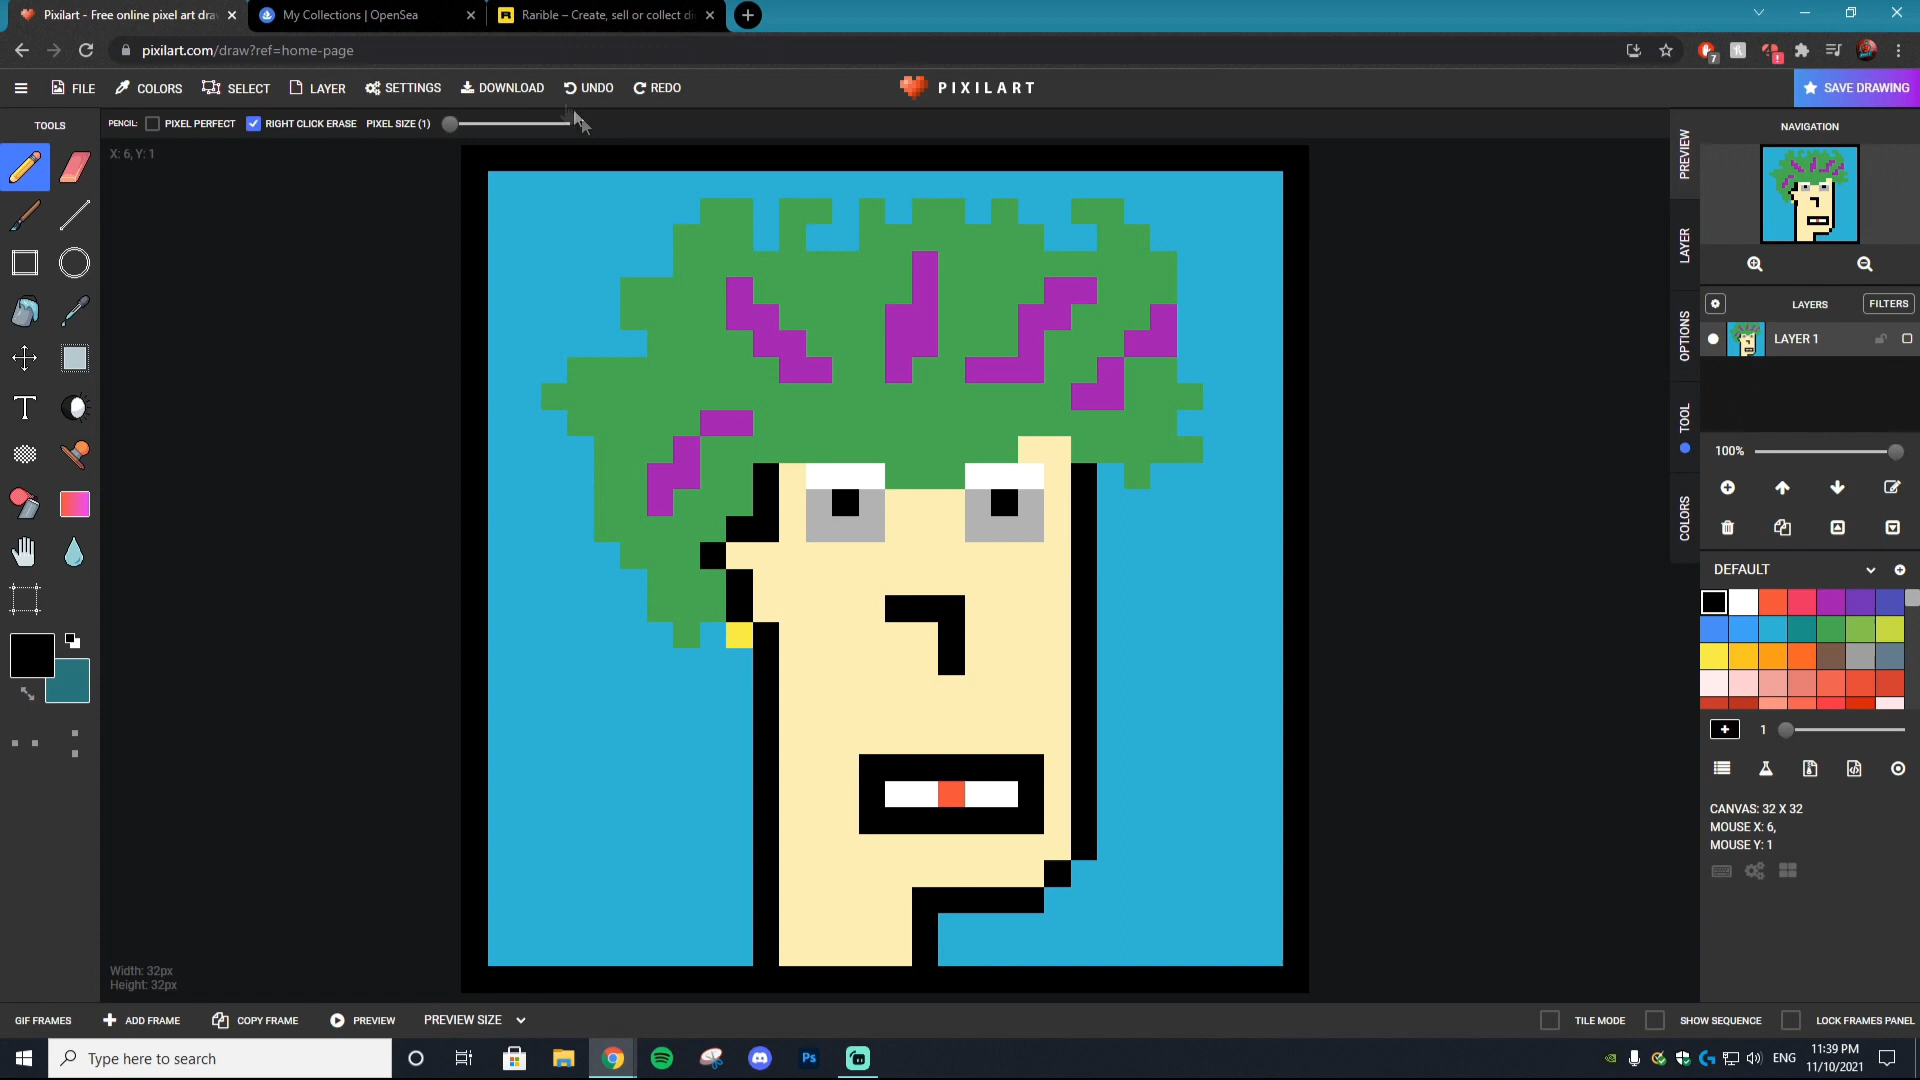 Pixilart - Free online pixel art dra
My Collections | OpenSea
Rarible – Create, sell or collect di
pixilart.com/draw?ref=home-page
7
FILE
COLORS
SELECT
LAYER
SETTINGS
DOWNLOAD
UNDO
REDO
PIXILART
SAVE DRAWING
TOOLS
PENCIL:
PIXEL PERFECT
RIGHT CLICK ERASE
PIXEL SIZE (1)
X: 6, Y: 1
PREVIEW
LAYER
OPTIONS
TOOL
COLORS
NAVIGATION
LAYERS
FILTERS
LAYER 1
100%
DEFAULT
1
CANVAS: 32 X 32
MOUSE X: 6,
MOUSE Y: 1
Width: 32px
Height: 32px
GIF FRAMES
ADD FRAME
COPY FRAME
PREVIEW
PREVIEW SIZE
TILE MODE
SHOW SEQUENCE
LOCK FRAMES PANEL
Type here to search
Ps
ENG
11:39 PM
11/10/2021